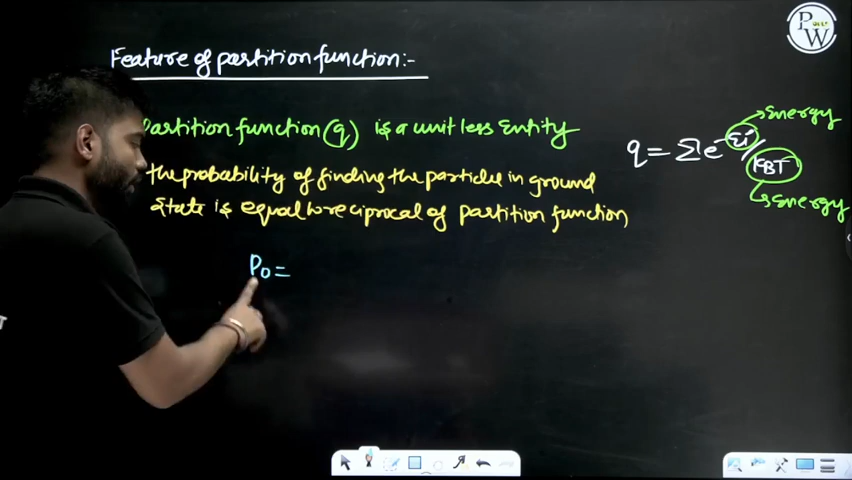 Feature of partition function:-
Partition function (q) is a unit less Entity
the probability of finding the particle in ground
state is equal to reciprocal of partition function
P0 =
q = Σe-εi/KBT
Energy
Energy
PW